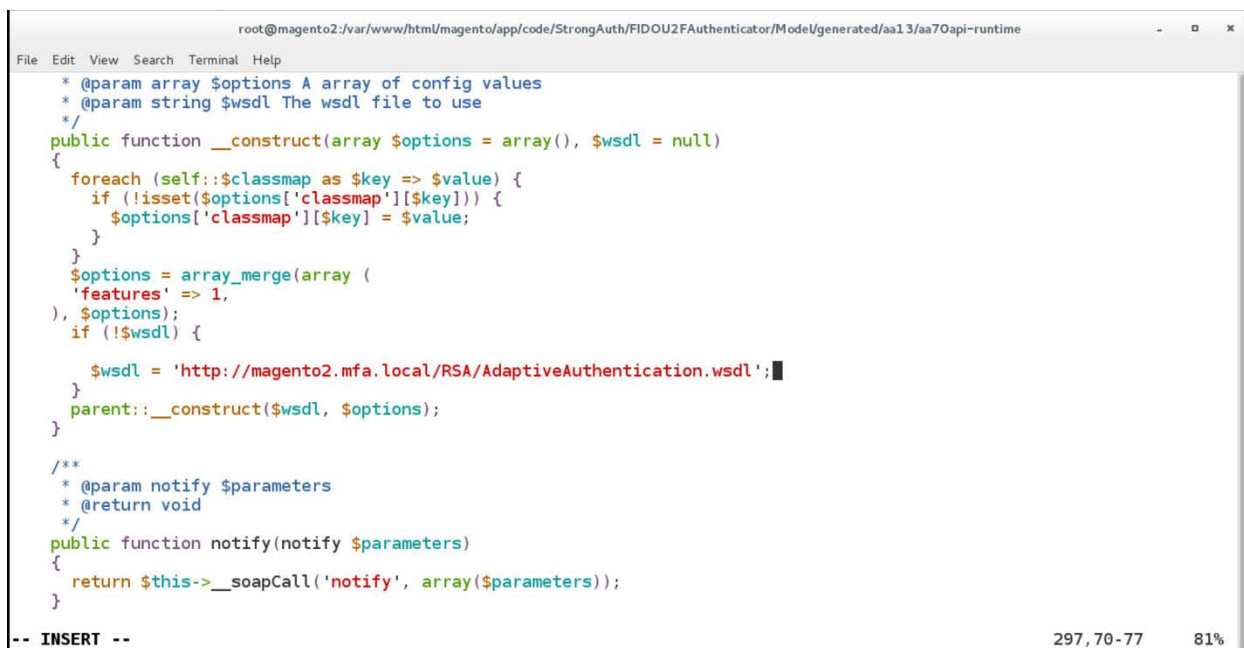 root@magento2:/var/www/html/magento/app/code/StrongAuth/FIDOU2FAuthenticator/Model/generated/aa13/aa70api-runtime
File Edit View Search Terminal Help
* @param array $options A array of config values
* @param string $wsdl The wsdl file to use
*/
public function __construct(array $options = array(), $wsdl = null)
{
foreach (self::$classmap as $key => $value) {
if (!isset($options['classmap'][$key])) {
$options['classmap'][$key] = $value;
}
}
$options = array_merge(array (
'features' => 1,
), $options);
if (!$wsdl) {
$wsdl = 'http://magento2.mfa.local/RSA/AdaptiveAuthentication.wsdl';
}
parent::__construct($wsdl, $options);
}
/**
* @param notify $parameters
* @return void
*/
public function notify(notify $parameters)
{
return $this->__soapCall('notify', array($parameters));
}
-- INSERT -- 297,70-77 81%